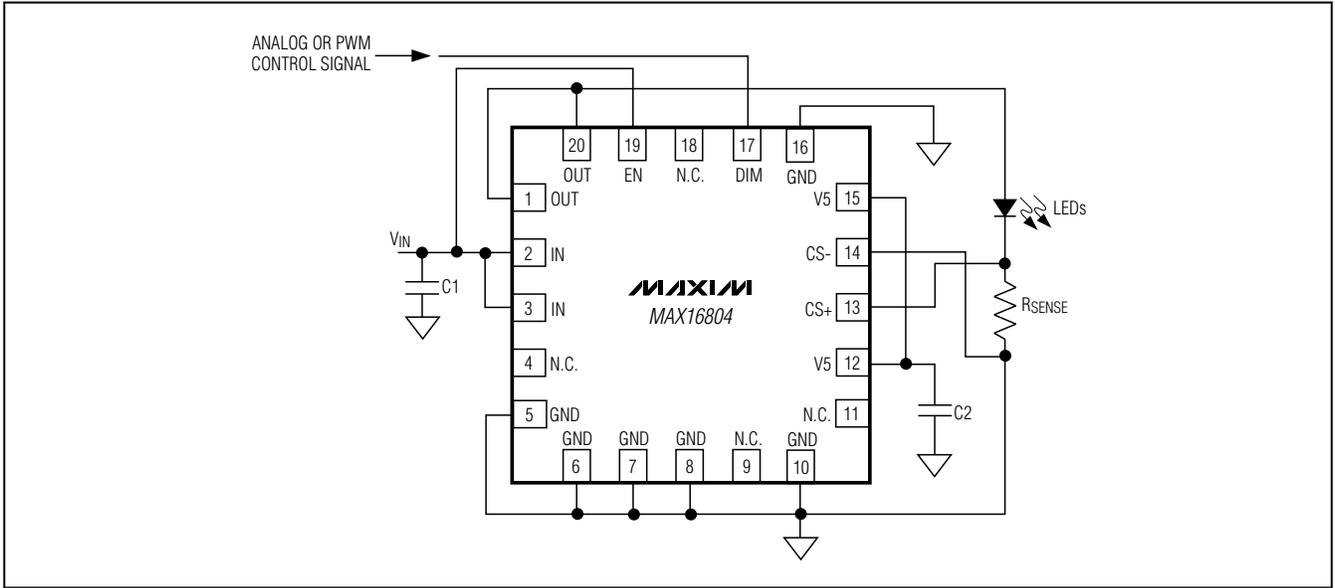 ANALOG OR PWM
CONTROL SIGNAL
20 19 18 17 16
OUT EN N.C. DIM GND
1 OUT
V5 15
LEDs
VIN
2 IN
CS- 14
C1
MAXIM
MAX16804
3 IN
CS+ 13
RSENSE
4 N.C.
V5 12
5 GND
N.C. 11
C2
GND GND GND N.C. GND
6 7 8 9 10